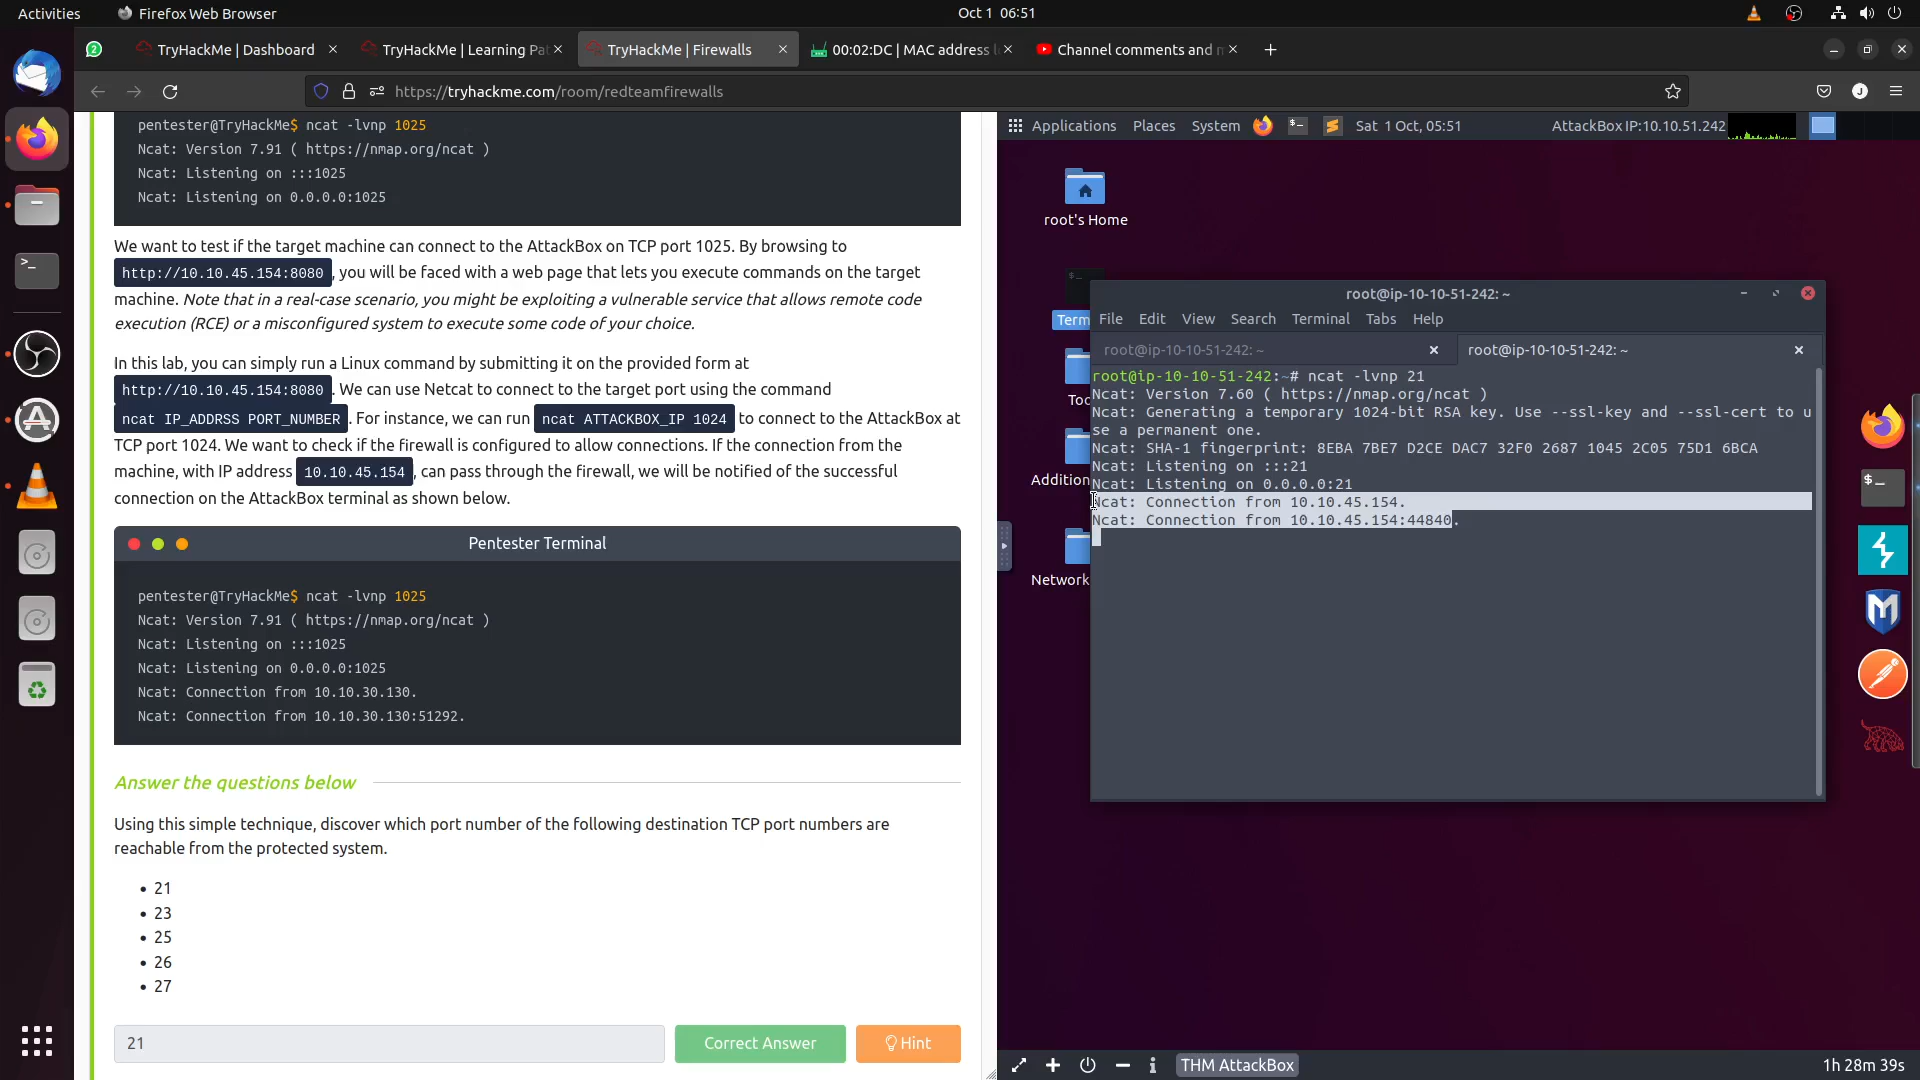 Activities
Firefox Web Browser
Oct 1 06:51
2
TryHackMe | Dashboard
TryHackMe | Learning Pat
TryHackMe | Firewalls
00:02:DC | MAC address l
Channel comments and m
https://tryhackme.com/room/redteamfirewalls
J
pentester@TryHackMe$ ncat -lvnp 1025
Ncat: Version 7.91 ( https://nmap.org/ncat )
Ncat: Listening on :::1025
Ncat: Listening on 0.0.0.0:1025
We want to test if the target machine can connect to the AttackBox on TCP port 1025. By browsing to
http://10.10.45.154:8080 , you will be faced with a web page that lets you execute commands on the target
machine. Note that in a real-case scenario, you might be exploiting a vulnerable service that allows remote code
execution (RCE) or a misconfigured system to execute some code of your choice.
In this lab, you can simply run a Linux command by submitting it on the provided form at
http://10.10.45.154:8080 . We can use Netcat to connect to the target port using the command
ncat IP_ADDRSS PORT_NUMBER . For instance, we can run ncat ATTACKBOX_IP 1024 to connect to the AttackBox at
TCP port 1024. We want to check if the firewall is configured to allow connections. If the connection from the
machine, with IP address 10.10.45.154 , can pass through the firewall, we will be notified of the successful
connection on the AttackBox terminal as shown below.
Pentester Terminal
pentester@TryHackMe$ ncat -lvnp 1025
Ncat: Version 7.91 ( https://nmap.org/ncat )
Ncat: Listening on :::1025
Ncat: Listening on 0.0.0.0:1025
Ncat: Connection from 10.10.30.130.
Ncat: Connection from 10.10.30.130:51292.
Answer the questions below
Using this simple technique, discover which port number of the following destination TCP port numbers are
reachable from the protected system.
• 21
• 23
• 25
• 26
• 27
21
Correct Answer
Hint
Applications Places System
Sat 1 Oct, 05:51
AttackBox IP:10.10.51.242
root's Home
Term
Too
Addition
Network
root@ip-10-10-51-242: ~
File Edit View Search Terminal Tabs Help
root@ip-10-10-51-242: ~
root@ip-10-10-51-242: ~
root@ip-10-10-51-242:~# ncat -lvnp 21
Ncat: Version 7.60 ( https://nmap.org/ncat )
Ncat: Generating a temporary 1024-bit RSA key. Use --ssl-key and --ssl-cert to u
se a permanent one.
Ncat: SHA-1 fingerprint: 8EBA 7BE7 D2CE DAC7 32F0 2687 1045 2C05 75D1 6BCA
Ncat: Listening on :::21
Ncat: Listening on 0.0.0.0:21
Ncat: Connection from 10.10.45.154.
Ncat: Connection from 10.10.45.154:44840.
THM AttackBox
1h 28m 39s